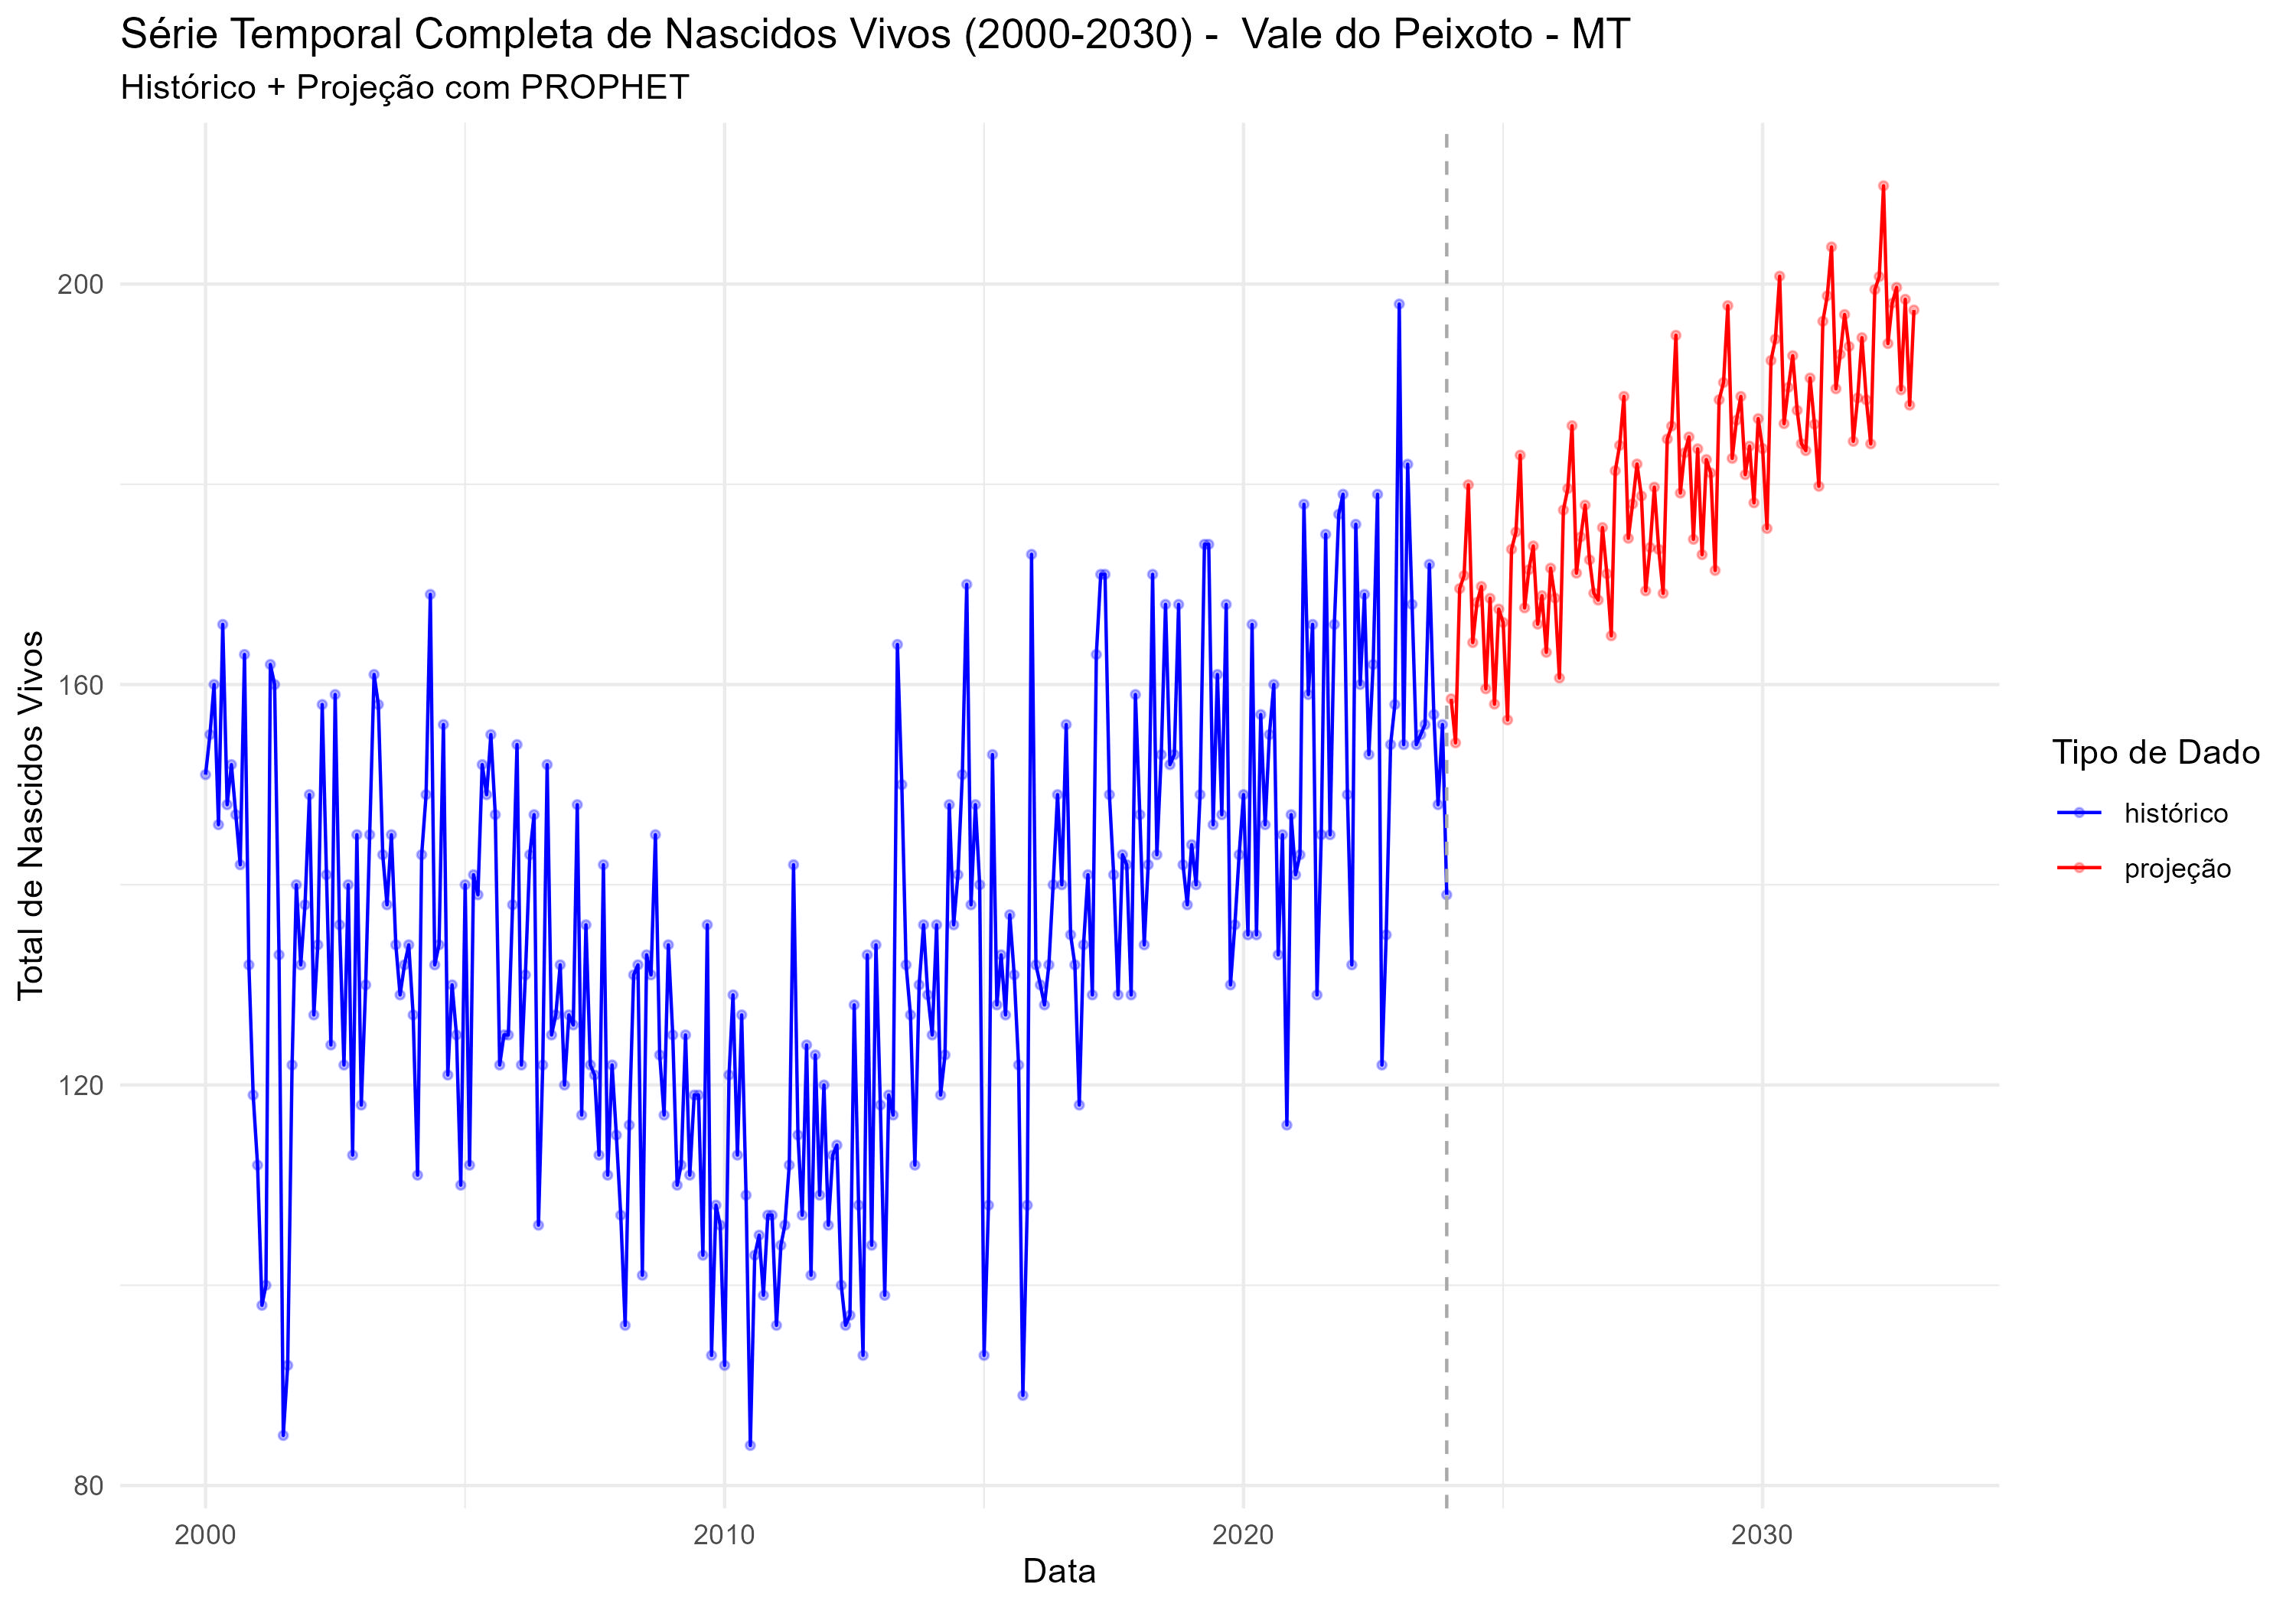 Série Temporal Completa de Nascidos Vivos (2000-2030) -  Vale do Peixoto - MT
Histórico + Projeção com PROPHET
Total de Nascidos Vivos
200
160
120
80
2000
2010
2020
2030
Data
Tipo de Dado
histórico
projeção